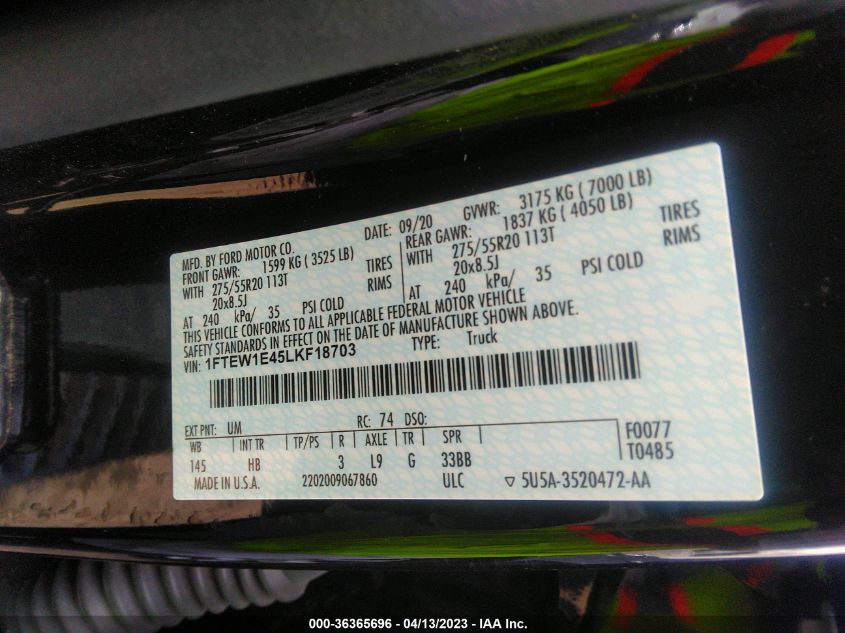 MFD. BY FORD MOTOR CO. DATE: 09/20 GVWR: 3175 KG ( 7000 LB)
FRONT GAWR: 1599 KG ( 3525 LB) REAR GAWR: 1837 KG ( 4050 LB)
WITH 275/55R20 113T TIRES WITH 275/55R20 113T TIRES
20x8.5J RIMS 20x8.5J RIMS
AT 240 kPa/ 35 PSI COLD AT 240 kPa/ 35 PSI COLD
THIS VEHICLE CONFORMS TO ALL APPLICABLE FEDERAL MOTOR VEHICLE
SAFETY STANDARDS IN EFFECT ON THE DATE OF MANUFACTURE SHOWN ABOVE.
VIN: 1FTEW1E45LKF18703 TYPE: Truck
EXT PNT: UM RC: 74 DSO:
WB INT TR TP/PS R AXLE TR SPR F0077
145 HB 3 L9 G 33BB T0485
MADE IN U.S.A. 2202009067860 ULC ▽ 5U5A-3520472-AA
000-36365696 - 04/13/2023 - IAA Inc.